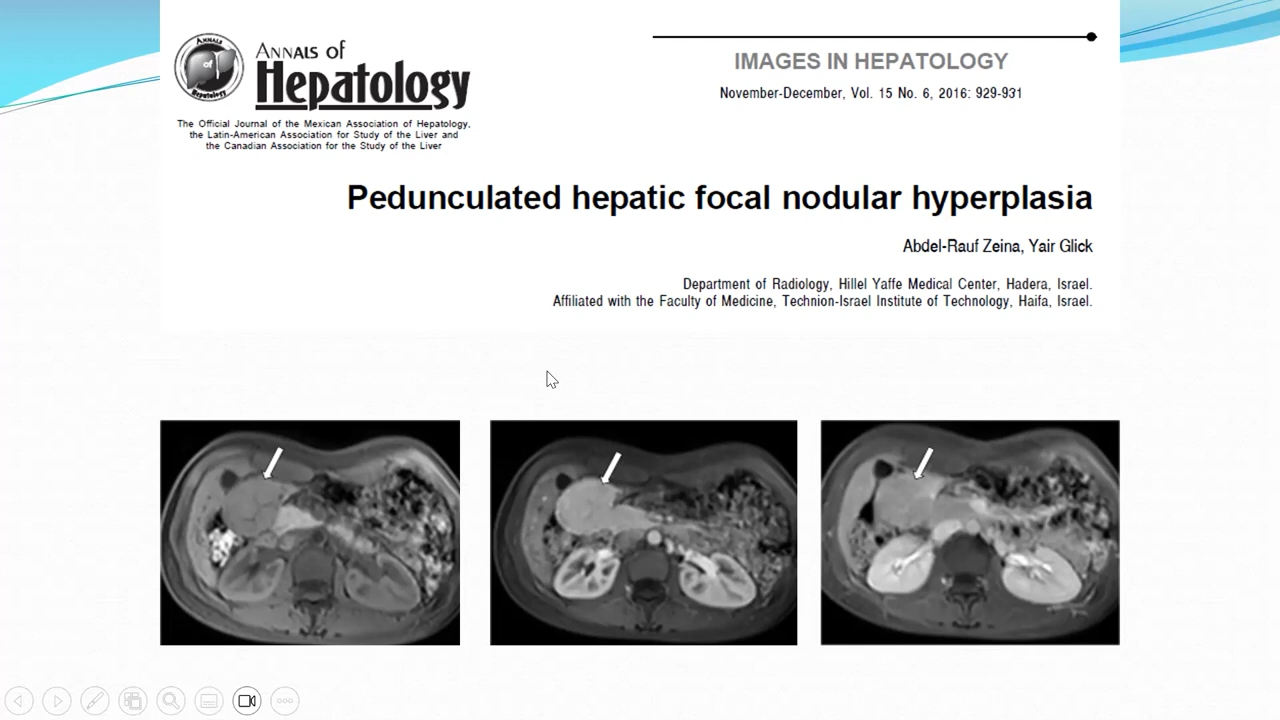 ANNALS OF
Hepatology
The Official Journal of the Mexican Association of Hepatology,
the Latin-American Association for Study of the Liver and
the Canadian Association for the Study of the Liver
IMAGES IN HEPATOLOGY
November-December, Vol. 15 No. 6, 2016: 929-931
Pedunculated hepatic focal nodular hyperplasia
Abdel-Rauf Zeina, Yair Glick
Department of Radiology, Hillel Yaffe Medical Center, Hadera, Israel.
Affiliated with the Faculty of Medicine, Technion-Israel Institute of Technology, Haifa, Israel.